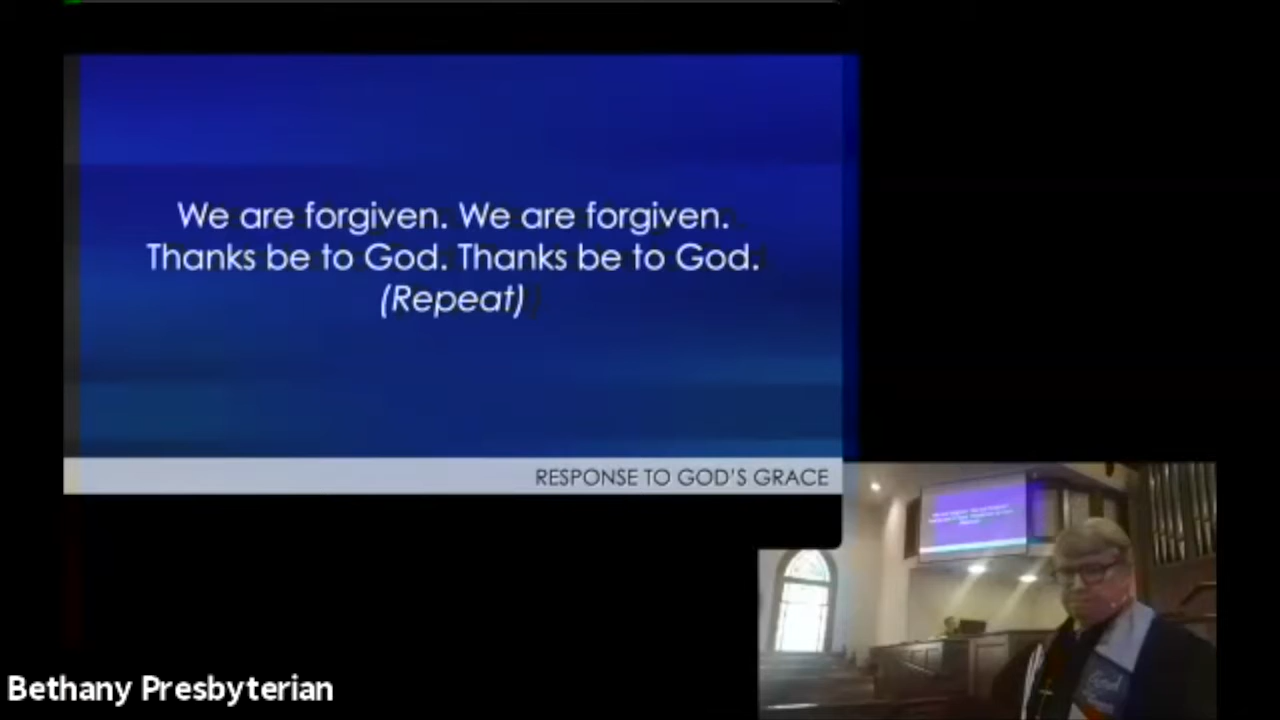 We are forgiven. We are forgiven.
Thanks be to God. Thanks be to God.
(Repeat)
RESPONSE TO GOD'S GRACE
Bethany Presbyterian